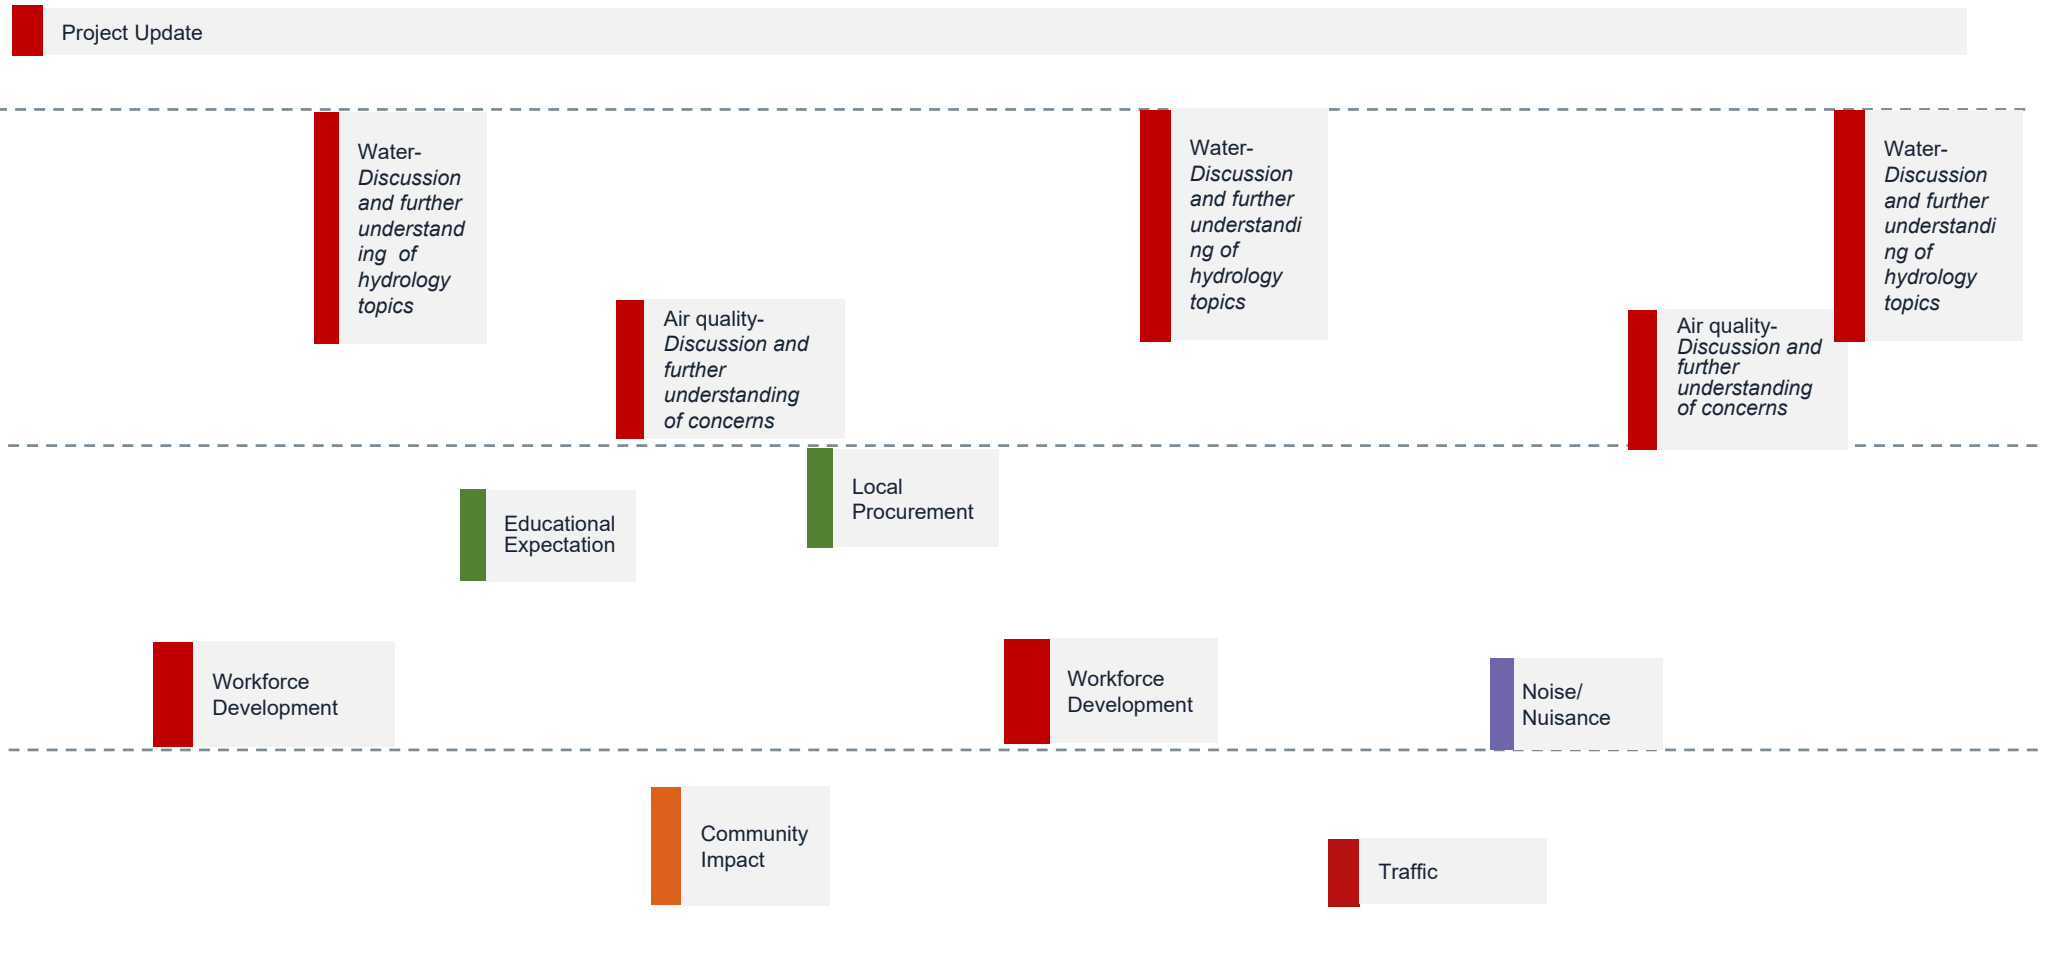 Project Update
Water-
Discussion
and further
understand
ing  of
hydrology
topics
Water-
Discussion
and further
understandi
ng of
hydrology
topics
Water-
Discussion
and further
understandi
ng of
hydrology
topics
Air quality-
Discussion and
further
understanding
of concerns
Air quality-
Discussion and
further
understanding
of concerns
Local
Procurement
Educational
Expectation
Workforce
Development
Workforce
Development
Noise/
Nuisance
Community
Impact
Traffic